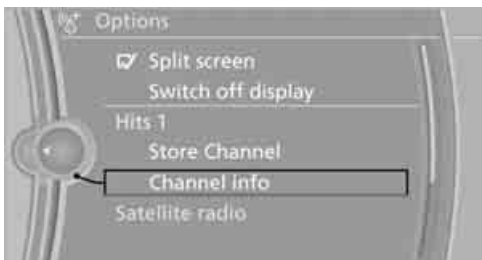 Options
Split screen
Switch off display
Hits 1
Store Channel
Channel info
Satellite radio